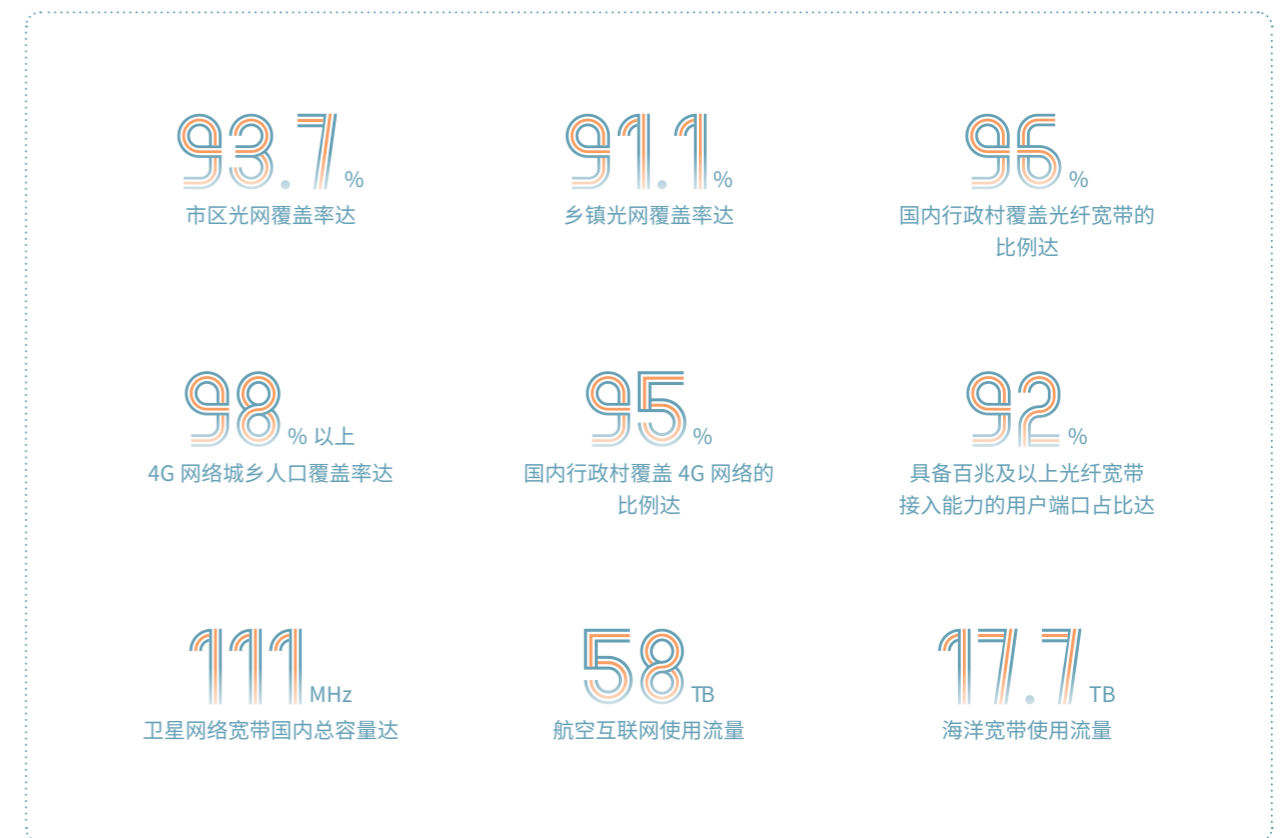 93.7%
市区光网覆盖率达
91.1%
乡镇光网覆盖率达
96%
国内行政村覆盖光纤宽带的
比例达
98% 以上
4G 网络城乡人口覆盖率达
95%
国内行政村覆盖 4G 网络的
比例达
92%
具备百兆及以上光纤宽带
接入能力的用户端口占比达
111 MHz
卫星网络宽带国内总容量达
58 TB
航空互联网使用流量
17.7 TB
海洋宽带使用流量